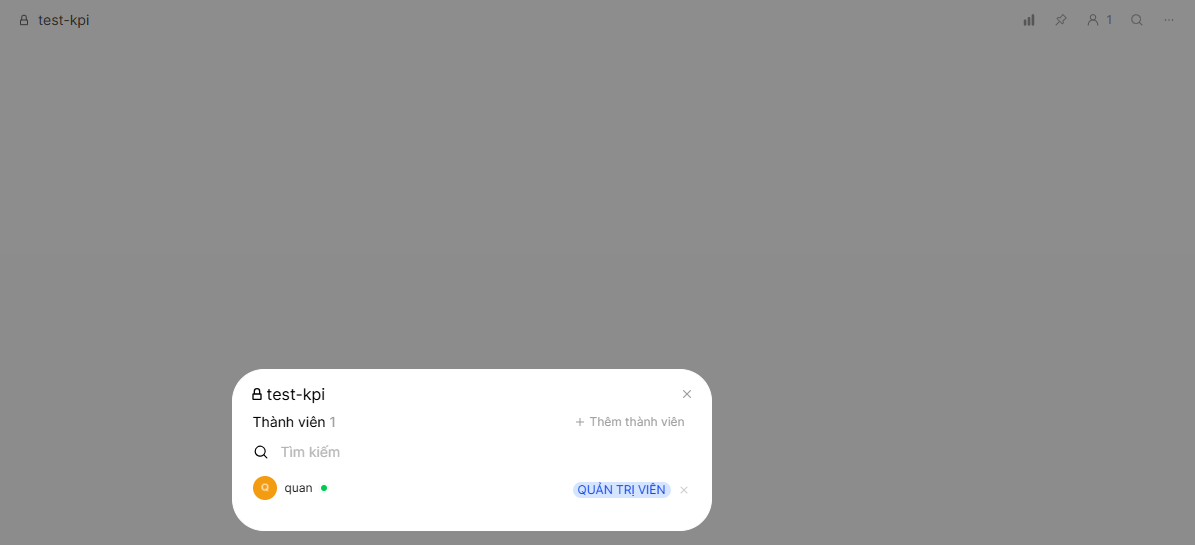 test-kpi
1
test-kpi
Thành viên 1
+ Thêm thành viên
Tìm kiếm
Q
quan
QUẢN TRỊ VIÊN